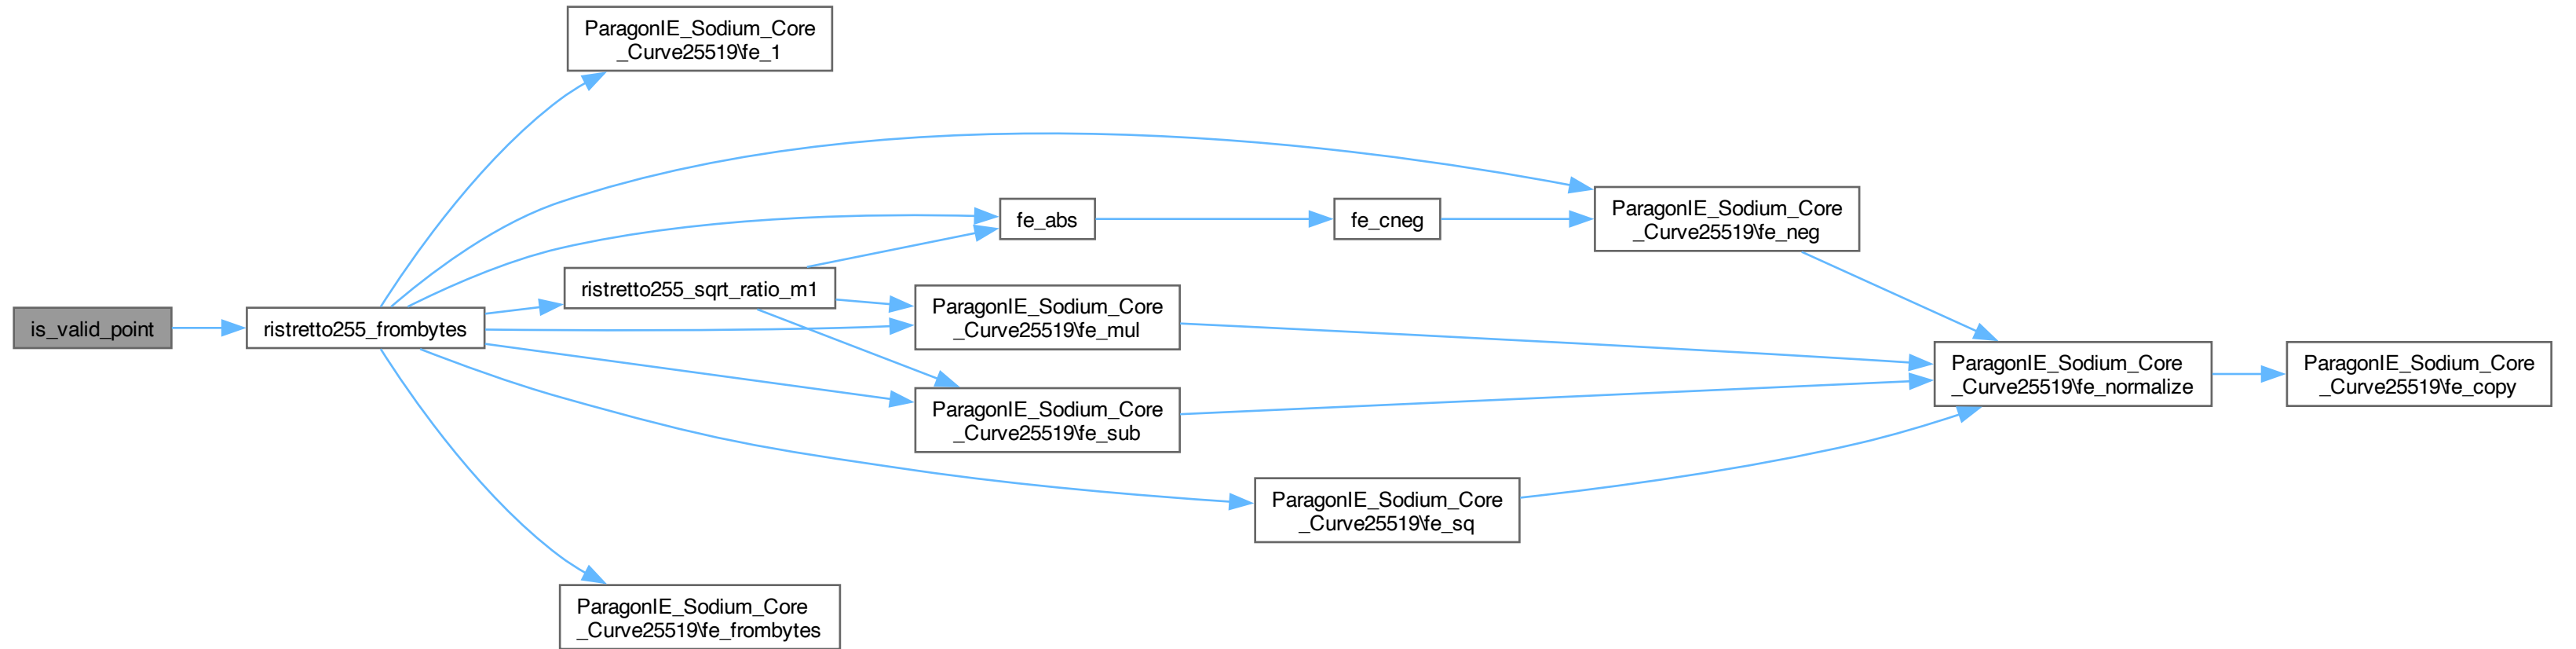 ParagonIE_Sodium_Core
_Curve25519\fe_1
ParagonIE_Sodium_Core
_Curve25519\fe_neg
fe_abs
fe_cneg
ristretto255_sqrt_ratio_m1
is_valid_point
ristretto255_frombytes
ParagonIE_Sodium_Core
_Curve25519\fe_mul
ParagonIE_Sodium_Core
_Curve25519\fe_normalize
ParagonIE_Sodium_Core
_Curve25519\fe_copy
ParagonIE_Sodium_Core
_Curve25519\fe_sub
ParagonIE_Sodium_Core
_Curve25519\fe_sq
ParagonIE_Sodium_Core
_Curve25519\fe_frombytes